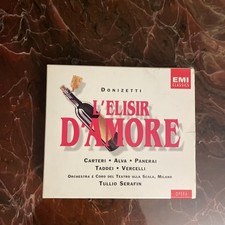 DONIZETTI
EMI
CLASSICS
L'ELISIR
D'AMORE
CARTERI · ALVA · PANERAI
TADDEI · VERCELLI
ORCHESTRA E CORO DEL TEATRO ALLA SCALA, MILANO
TULLIO SERAFIN